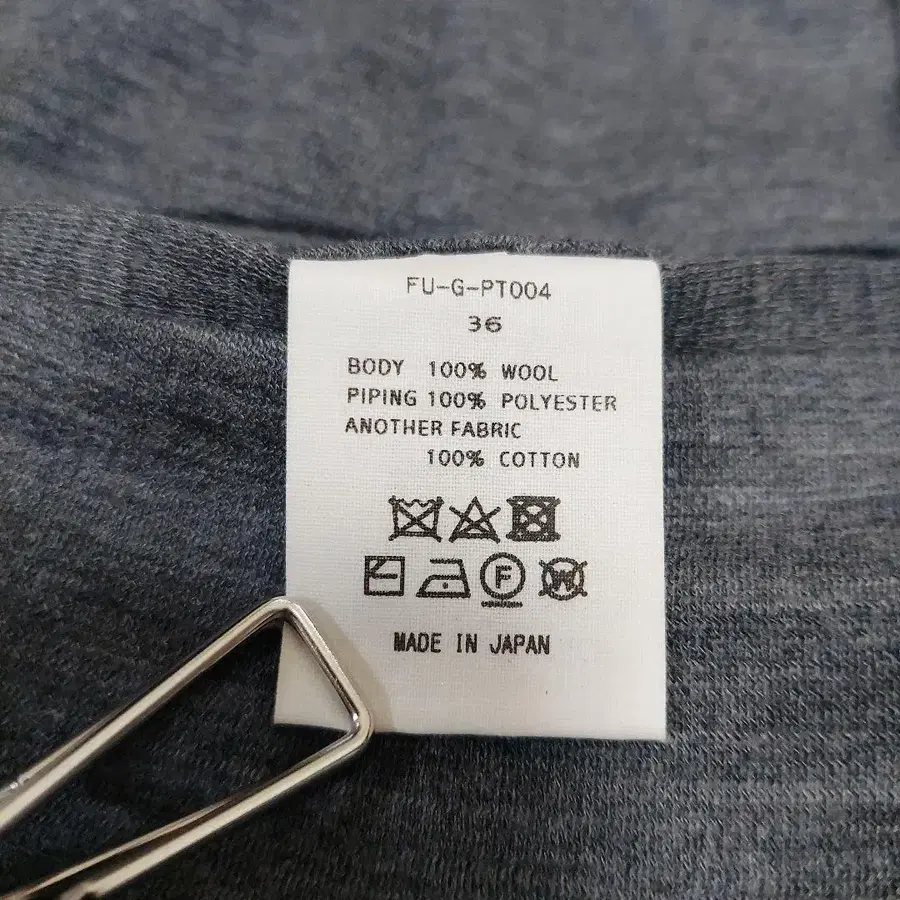 FU-G-PT004
36
BODY 100% WOOL
PIPING 100% POLYESTER
ANOTHER FABRIC
100% COTTON
F W
MADE IN JAPAN